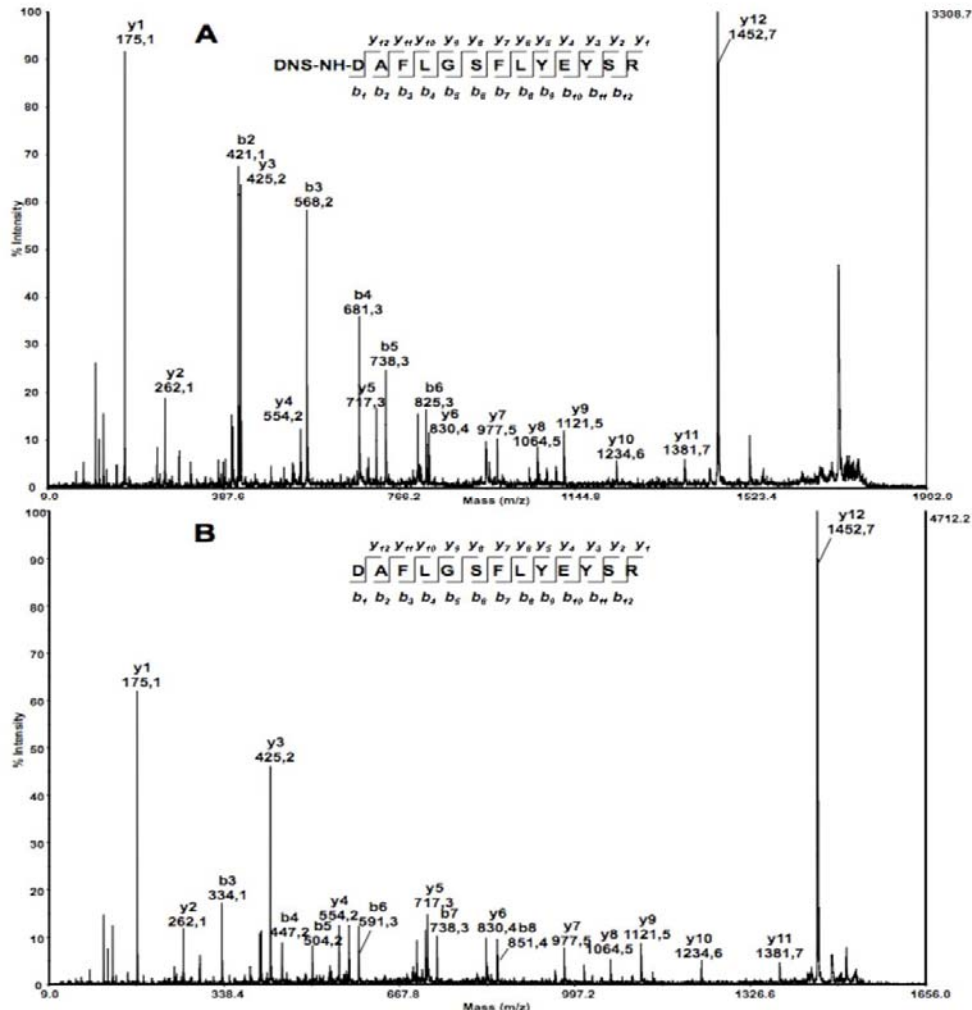 A
3308.7
y12 y11 y10 y9 y8 y7 y6 y5 y4 y3 y2 y1
DNS-NH-D A F L G S F L Y E Y S R
b1 b2 b3 b4 b5 b6 b7 b8 b9 b10 b11 b12
y1
175,1
y12
1452,7
b2
421,1
y3
425,2
b3
568,2
b4
681,3
b5
738,3
y2
262,1
y4
554,2
y5
717,3
b6
825,3
y6
830,4
y7
977,5
y8
1064,5
y9
1121,5
y10
1234,6
y11
1381,7
100
90
80
70
60
50
40
30
20
10
0
% Intensity
9.0 387.6 766.2 1144.8 1523.4 1902.0
Mass (m/z)
B
4712.2
y12 y11 y10 y9 y8 y7 y6 y5 y4 y3 y2 y1
D A F L G S F L Y E Y S R
b1 b2 b3 b4 b5 b6 b7 b8 b9 b10 b11 b12
y12
1452,7
y1
175,1
y3
425,2
y2
262,1
b3
334,1
b4
447,2
b5
504,2
y4
554,2
b6
591,3
y5
717,3
b7
738,3
y6
830,4
b8
851,4
y7
977,5
y8
1064,5
y9
1121,5
y10
1234,6
y11
1381,7
100
90
80
70
60
50
40
30
20
10
0
% Intensity
9.0 338.4 667.8 997.2 1326.6 1656.0
Mass (m/z)